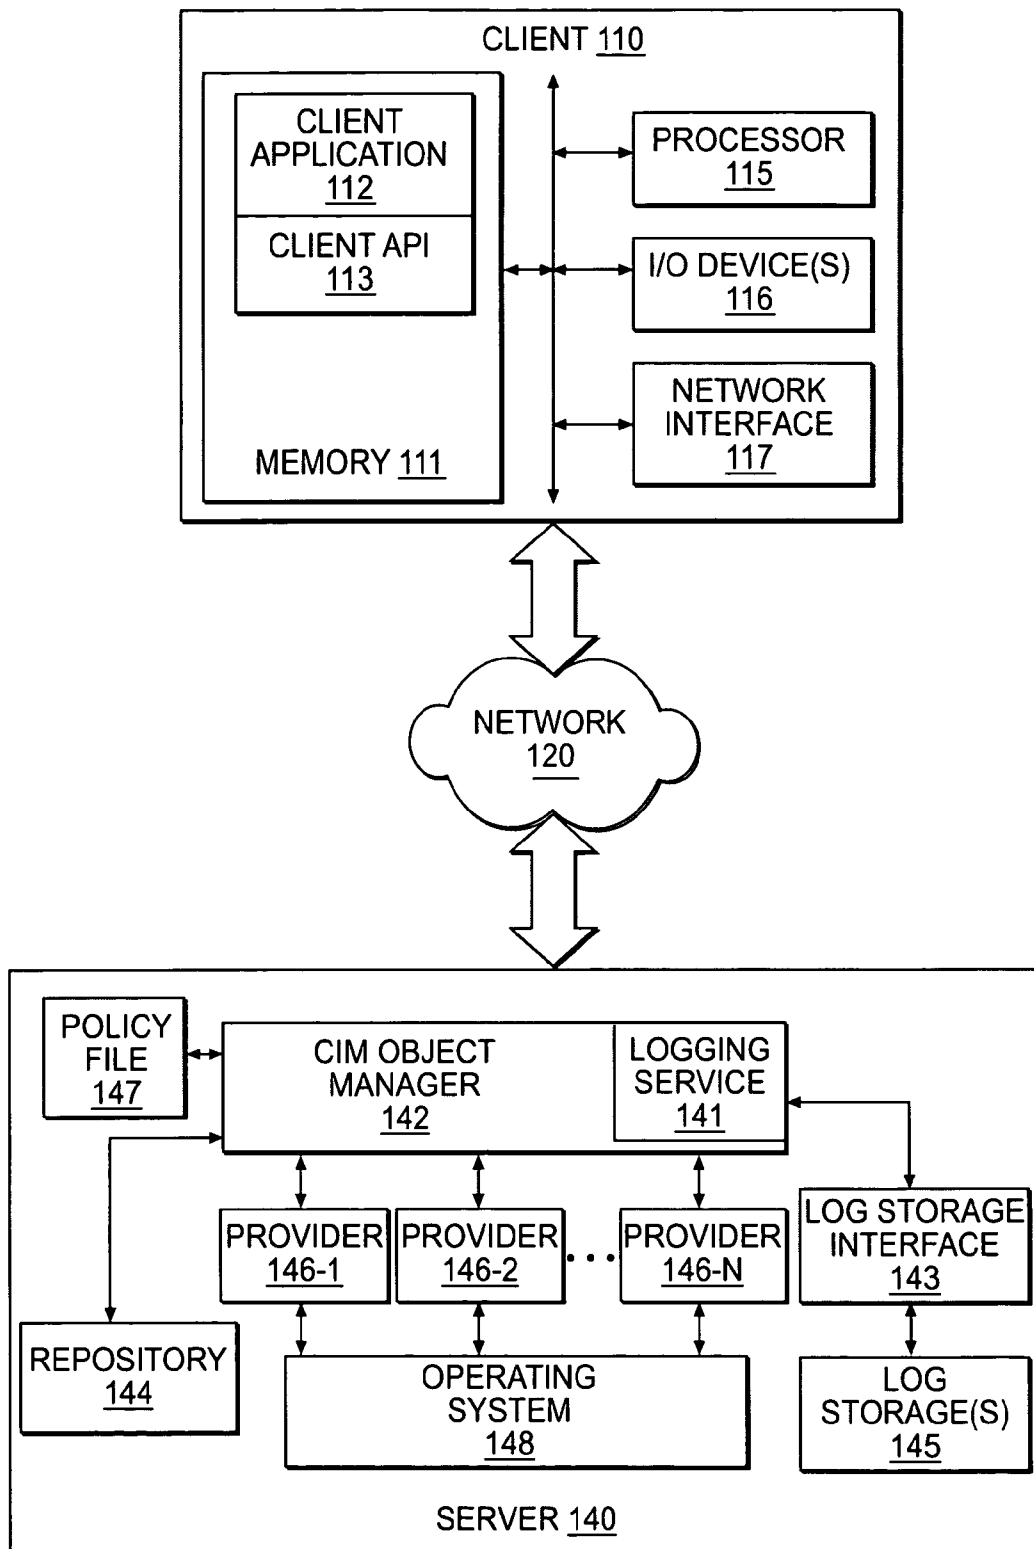 CLIENT 110
CLIENT
APPLICATION
112
CLIENT API
113
MEMORY 111
PROCESSOR
115
I/O DEVICE(S)
116
NETWORK
INTERFACE
117
NETWORK
120
POLICY
FILE
147
CIM OBJECT
MANAGER
142
LOGGING
SERVICE
141
PROVIDER
146-1
PROVIDER
146-2
PROVIDER
146-N
LOG STORAGE
INTERFACE
143
REPOSITORY
144
OPERATING
SYSTEM
148
LOG
STORAGE(S)
145
SERVER 140